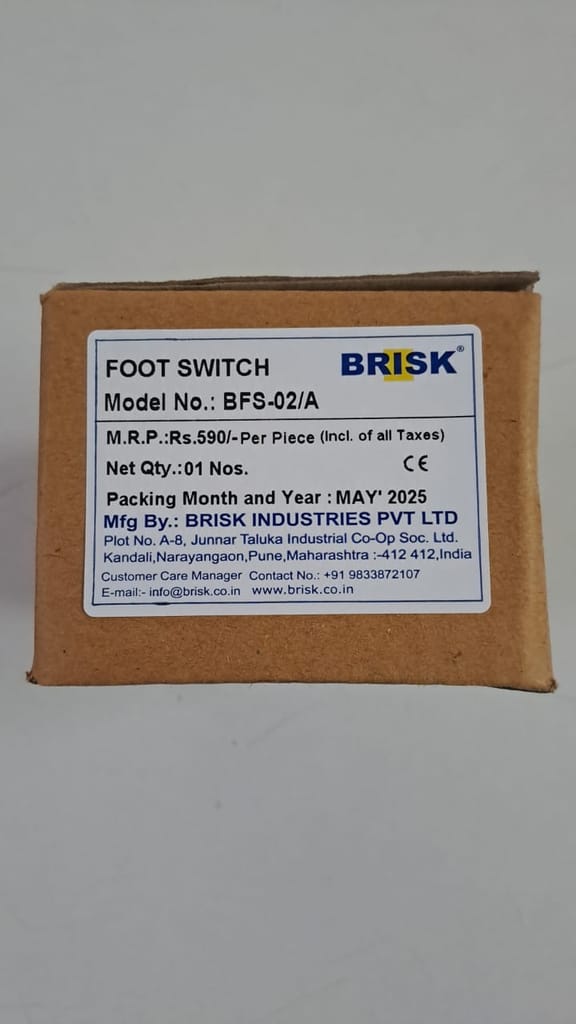 FOOT SWITCH
BRISK®
Model No.: BFS-02/A
M.R.P.:Rs.590/-Per Piece (Incl. of all Taxes)
Net Qty.:01 Nos.
CE
Packing Month and Year : MAY' 2025
Mfg By.: BRISK INDUSTRIES PVT LTD
Plot No. A-8, Junnar Taluka Industrial Co-Op Soc. Ltd.
Kandali,Narayangaon,Pune,Maharashtra :-412 412,India
Customer Care Manager Contact No.: +91 9833872107
E-mail:- info@brisk.co.in www.brisk.co.in